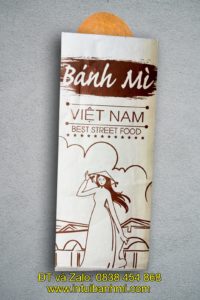 Bánh Mì
VIỆT NAM
BEST STREET FOOD
ĐT và Zalo: 0838 454 868
www.intuibanhmi.com